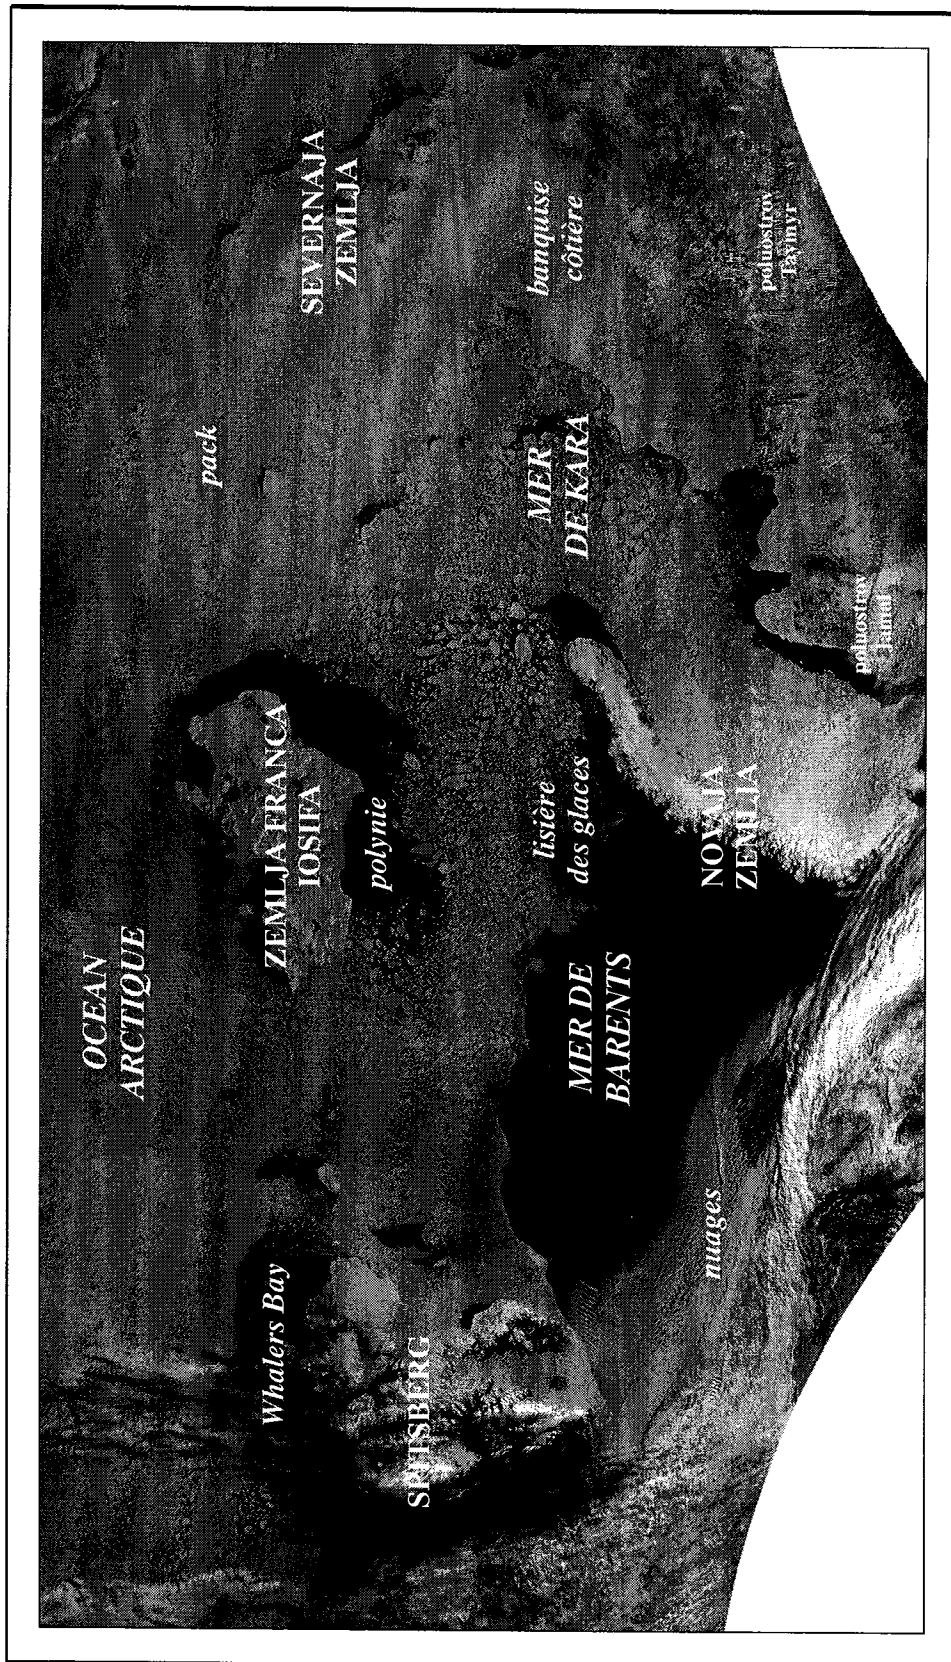 OCEAN
ARCTIQUE
Whalers Bay
SPITSBERG
ZEMLJA FRANCA
IOSIFA
polynie
pack
SEVERNAJA
ZEMLJA
MER DE
BARENTS
lisière
des glaces
MER
DE KARA
banquise
côtière
nuages
NOVAJA
ZEMLJA
poluostrov
Jamal
poluostrov
Taymyr